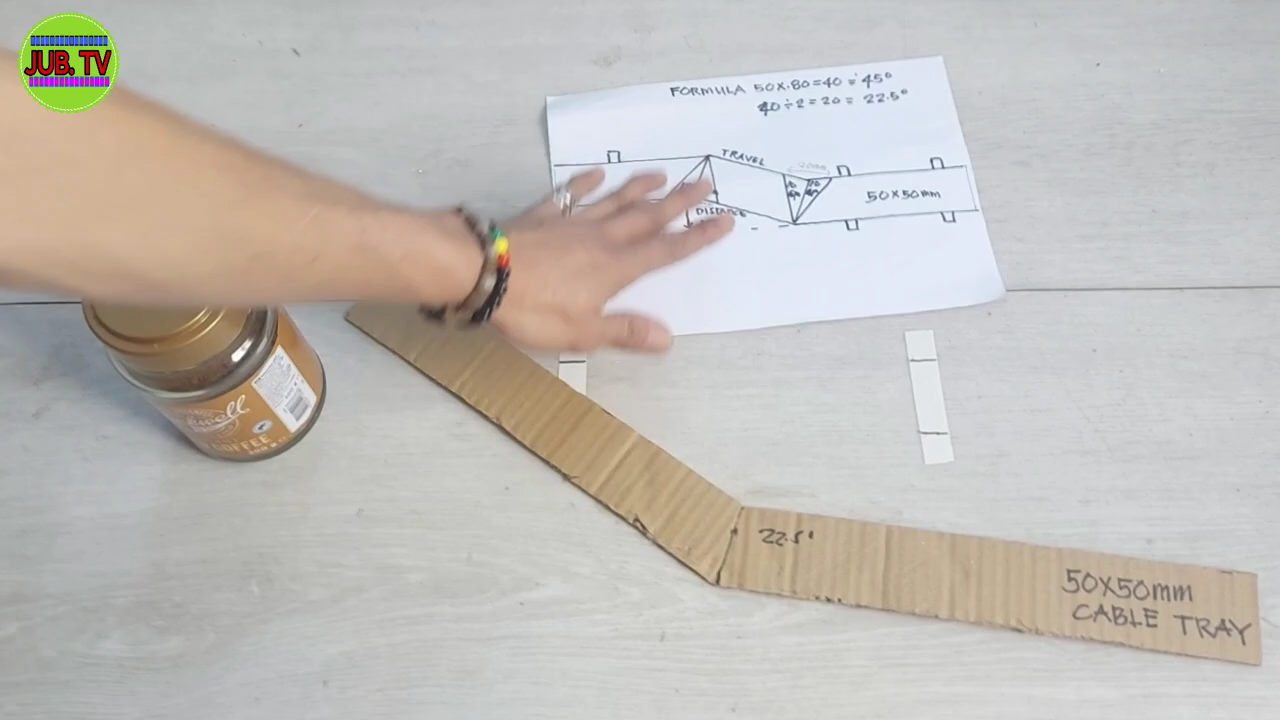 JUB.TV
FORMULA 50X.80=40=45°
40÷2=20=22.5°
TRAVEL
50X50mm
22.5°
50X50mm
CABLE TRAY
COFFEE